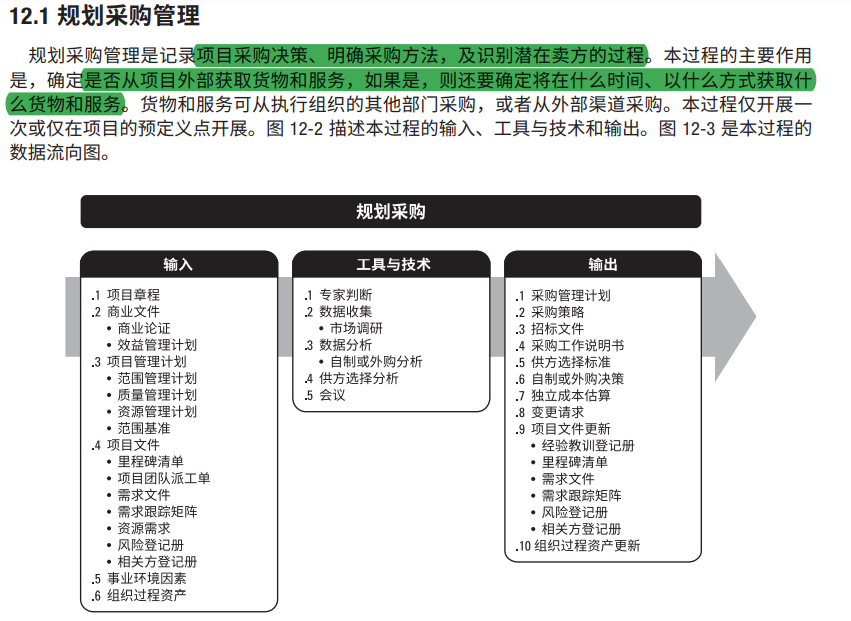 12.1 规划采购管理
规划采购管理是记录项目采购决策、明确采购方法，及识别潜在卖方的过程。本过程的主要作用
是，确定是否从项目外部获取货物和服务，如果是，则还要确定将在什么时间、以什么方式获取什
么货物和服务。货物和服务可从执行组织的其他部门采购，或者从外部渠道采购。本过程仅开展一
次或仅在项目的预定义点开展。图 12-2 描述本过程的输入、工具与技术和输出。图 12-3 是本过程的
数据流向图。
规划采购
输入
.1 项目章程
.2 商业文件
• 商业论证
• 效益管理计划
.3 项目管理计划
• 范围管理计划
• 质量管理计划
• 资源管理计划
• 范围基准
.4 项目文件
• 里程碑清单
• 项目团队派工单
• 需求文件
• 需求跟踪矩阵
• 资源需求
• 风险登记册
• 相关方登记册
.5 事业环境因素
.6 组织过程资产
工具与技术
.1 专家判断
.2 数据收集
• 市场调研
.3 数据分析
• 自制或外购分析
.4 供方选择分析
.5 会议
输出
.1 采购管理计划
.2 采购策略
.3 招标文件
.4 采购工作说明书
.5 供方选择标准
.6 自制或外购决策
.7 独立成本估算
.8 变更请求
.9 项目文件更新
• 经验教训登记册
• 里程碑清单
• 需求文件
• 需求跟踪矩阵
• 风险登记册
• 相关方登记册
.10 组织过程资产更新